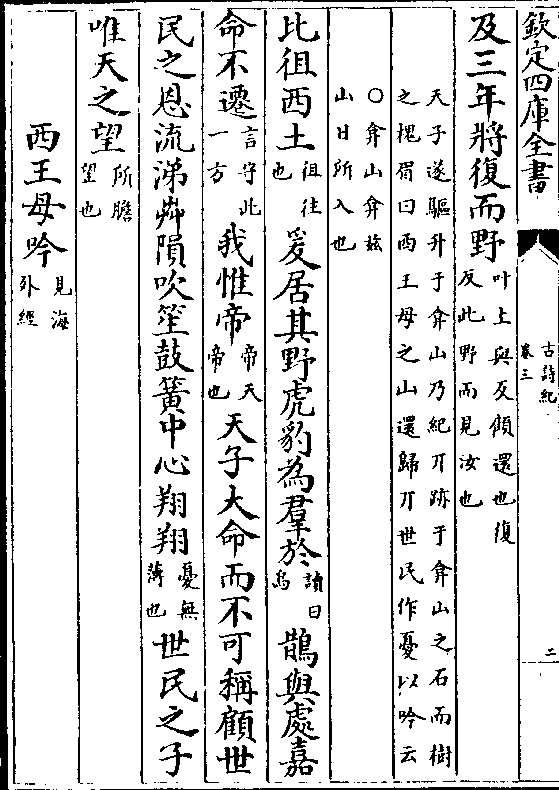 欽定四庫全書
古詩紀
卷三
二
及三年將復而野叶上與反傾還也復反此野而見汝也
天子遂驅升于弇山乃紀丌跡于弇山之石而樹
之槐眉曰西王母之山還歸丌世民作憂以吟云
○弇山弇兹
山日所入也
比徂西土徂往也爰居其野虎豹為羣於讀曰烏鵲與處嘉
命不遷言守此一方我惟帝帝天帝也天子大命而不可稱顧世
民之恩流涕芔隕吹笙鼓簧中心翔翔憂無薄也世民之子
唯天之望所瞻望也
西王母吟見海外經